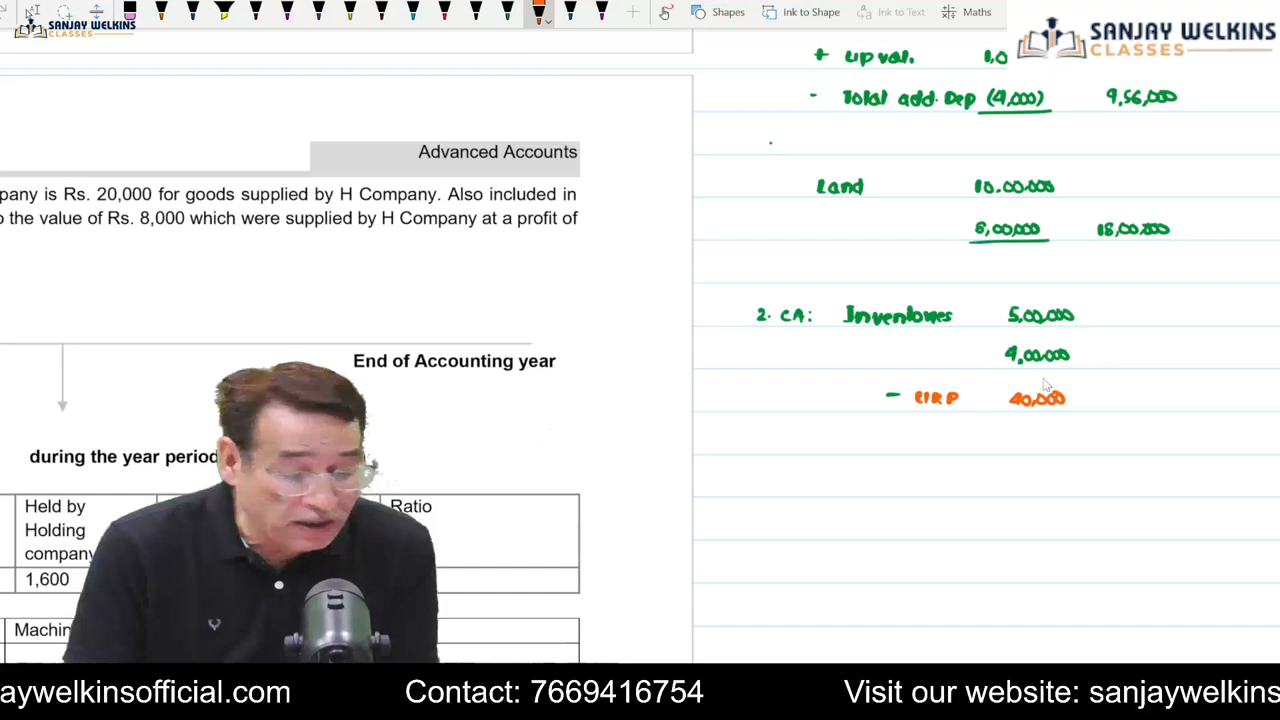 Shapes Ink to Shape Ink to Text Maths
SANJAY WELKINS
CLASSES
SANJAY WELKINS
CLASSES
+ up val. 1,0
- Total add. Dep (4,000) 9,56,000
Land 10,00,000
8,00,000 18,00,000
2. CA: Inventories 5,00,000
4,00,000
- URP 40,000
Advanced Accounts
pany is Rs. 20,000 for goods supplied by H Company. Also included in
o the value of Rs. 8,000 which were supplied by H Company at a profit of
End of Accounting year
during the year period
Held by Ratio
Holding
company
1,600
Machin
aywelkinsofficial.com Contact: 7669416754 Visit our website: sanjaywelkins